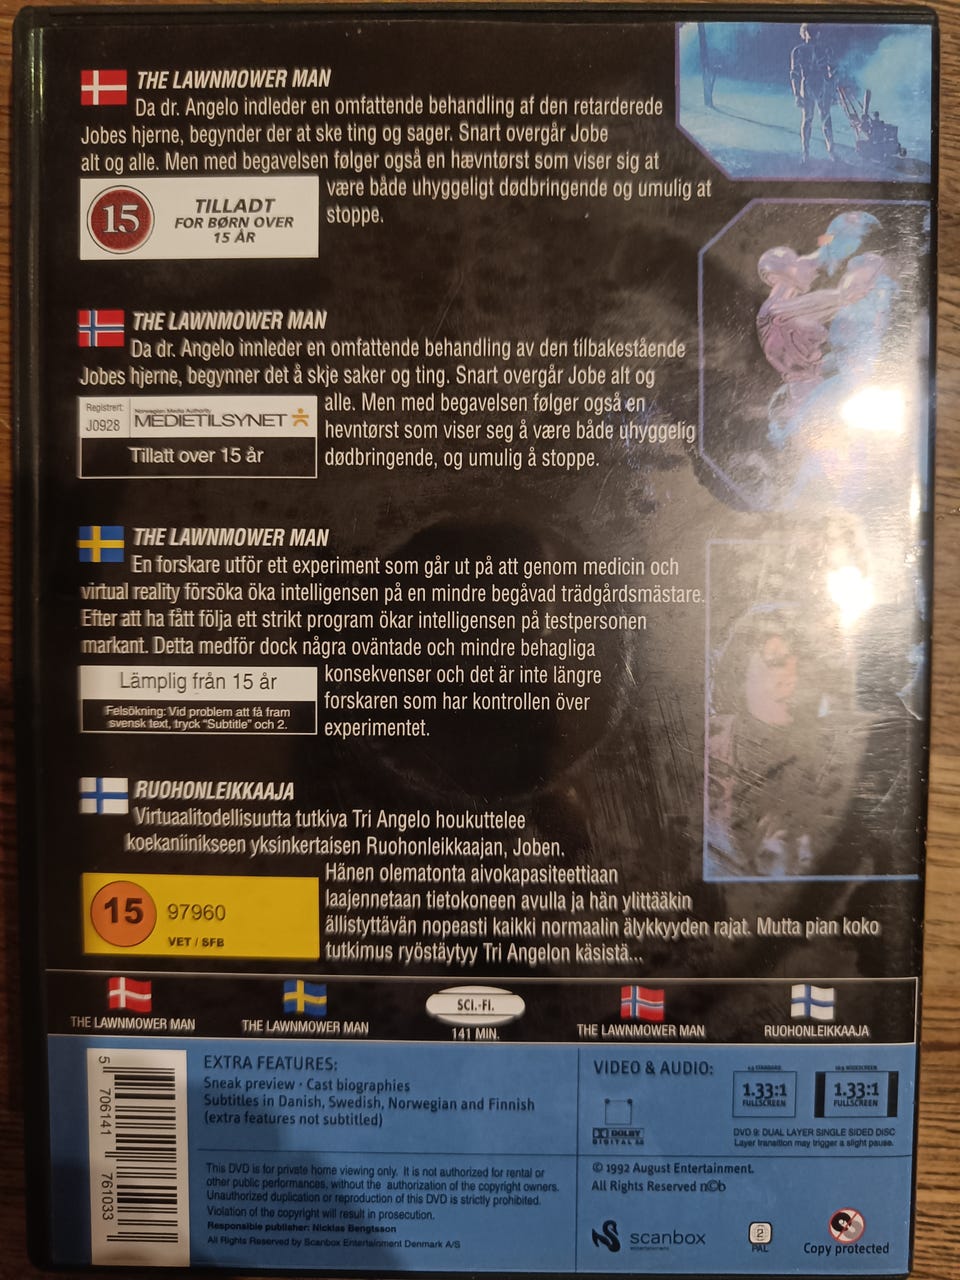 THE LAWNMOWER MAN
Da dr. Angelo indleder en omfattende behandling af den retarderede
Jobes hjerne, begynder der at ske ting og sager. Snart overgår Jobe
alt og alle. Men med begavelsen følger også en hævntørst som viser sig at
være både uhyggeligt dødbringende og umulig at
stoppe.
15
TILLADT
FOR BØRN OVER
15 ÅR
THE LAWNMOWER MAN
Da dr. Angelo innleder en omfattende behandling av den tilbakestående
Jobes hjerne, begynner det å skje saker og ting. Snart overgår Jobe alt og
alle. Men med begavelsen følger også en
hevntørst som viser seg å være både uhyggelig
dødbringende, og umulig å stoppe.
Registrert:
J0928
Norwegian Media Authority
MEDIETILSYNET
Tillatt over 15 år
THE LAWNMOWER MAN
En forskare utför ett experiment som går ut på att genom medicin och
virtual reality försöka öka intelligensen på en mindre begåvad trädgårdsmästare.
Efter att ha fått följa ett strikt program ökar intelligensen på testpersonen
markant. Detta medför dock några oväntade och mindre behagliga
konsekvenser och det är inte längre
forskaren som har kontrollen över
experimentet.
Lämplig från 15 år
Felsökning: Vid problem att få fram
svensk text, tryck "Subtitle" och 2.
RUOHONLEIKKAAJA
Virtuaalitodellisuutta tutkiva Tri Angelo houkuttelee
koekaniinikseen yksinkertaisen Ruohonleikkaajan, Joben.
Hänen olematonta aivokapasiteettiaan
laajennetaan tietokoneen avulla ja hän ylittääkin
ällistyttävän nopeasti kaikki normaalin älykkyyden rajat. Mutta pian koko
tutkimus ryöstäytyy Tri Angelon käsistä...
15
97960
VET / SFB
THE LAWNMOWER MAN
THE LAWNMOWER MAN
SCI.-FI.
141 MIN.
THE LAWNMOWER MAN
RUOHONLEIKKAAJA
5 706141 761033
EXTRA FEATURES:
Sneak preview · Cast biographies
Subtitles in Danish, Swedish, Norwegian and Finnish
(extra features not subtitled)
This DVD is for private home viewing only. It is not authorized for rental or
other public performances, without the authorization of the copyright owners.
Unauthorized duplication or reproduction of this DVD is strictly prohibited.
Violation of the copyright will result in prosecution.
Responsible publisher: Nicklas Bengtsson
All Rights Reserved by Scanbox Entertainment Denmark A/S
VIDEO & AUDIO:
DOLBY
DIGITAL
4:3 STANDARD
1.33:1
FULLSCREEN
16:9 WIDESCREEN
1.33:1
FULLSCREEN
DVD 9: DUAL LAYER SINGLE SIDED DISC
Layer transition may trigger a slight pause.
© 1992 August Entertainment.
All Rights Reserved n©b
scanbox
entertainment
2
PAL
Copy protected